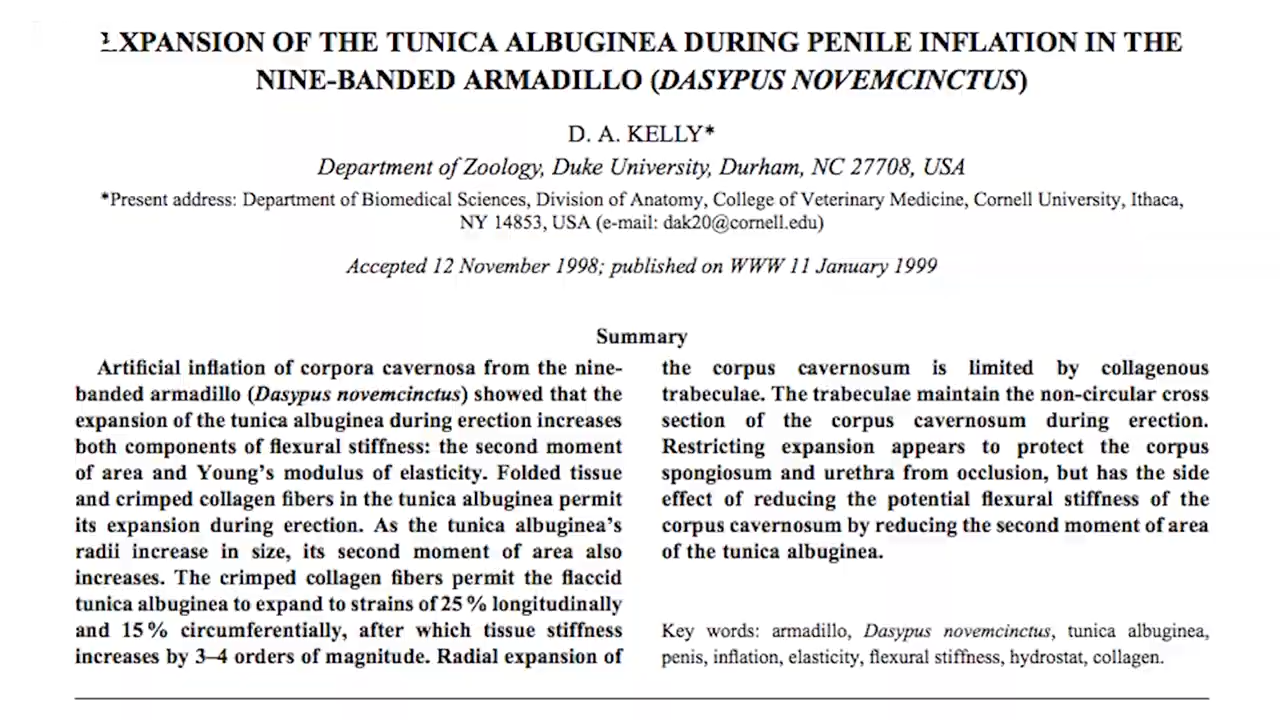 EXPANSION OF THE TUNICA ALBUGINEA DURING PENILE INFLATION IN THE
NINE-BANDED ARMADILLO (DASYPUS NOVEMCINCTUS)
D. A. KELLY*
Department of Zoology, Duke University, Durham, NC 27708, USA
*Present address: Department of Biomedical Sciences, Division of Anatomy, College of Veterinary Medicine, Cornell University, Ithaca,
NY 14853, USA (e-mail: dak20@cornell.edu)
Accepted 12 November 1998; published on WWW 11 January 1999
Summary
Artificial inflation of corpora cavernosa from the nine-
banded armadillo (Dasypus novemcinctus) showed that the
expansion of the tunica albuginea during erection increases
both components of flexural stiffness: the second moment
of area and Young's modulus of elasticity. Folded tissue
and crimped collagen fibers in the tunica albuginea permit
its expansion during erection. As the tunica albuginea's
radii increase in size, its second moment of area also
increases. The crimped collagen fibers permit the flaccid
tunica albuginea to expand to strains of 25 % longitudinally
and 15 % circumferentially, after which tissue stiffness
increases by 3–4 orders of magnitude. Radial expansion of
the corpus cavernosum is limited by collagenous
trabeculae. The trabeculae maintain the non-circular cross
section of the corpus cavernosum during erection.
Restricting expansion appears to protect the corpus
spongiosum and urethra from occlusion, but has the side
effect of reducing the potential flexural stiffness of the
corpus cavernosum by reducing the second moment of area
of the tunica albuginea.
Key words: armadillo, Dasypus novemcinctus, tunica albuginea,
penis, inflation, elasticity, flexural stiffness, hydrostat, collagen.